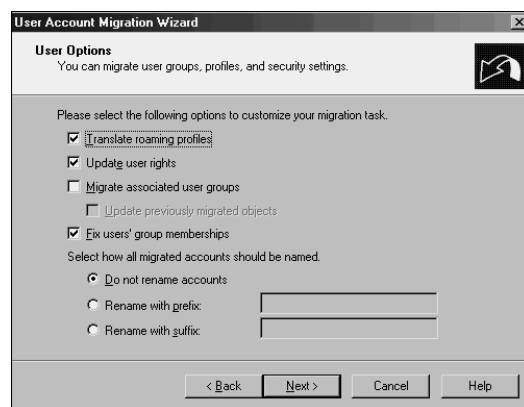 User Account Migration Wizard
User Options
You can migrate user groups, profiles, and security settings.
Please select the following options to customize your migration task.
Translate roaming profiles
Update user rights
Migrate associated user groups
Update previously migrated objects
Fix users' group memberships
Select how all migrated accounts should be named.
Do not rename accounts
Rename with prefix:
Rename with suffix:
< Back Next > Cancel Help